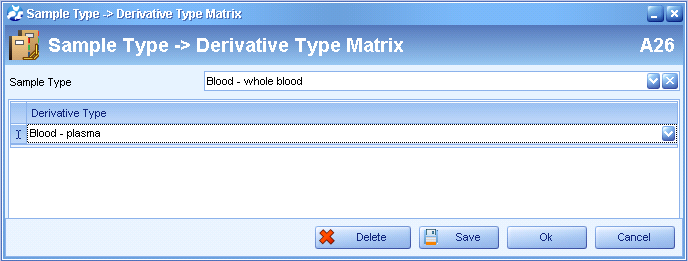 Sample Type -> Derivative Type Matrix
Sample Type -> Derivative Type Matrix A26
Sample Type Blood - whole blood
Derivative Type
Blood - plasma
Delete Save Ok Cancel